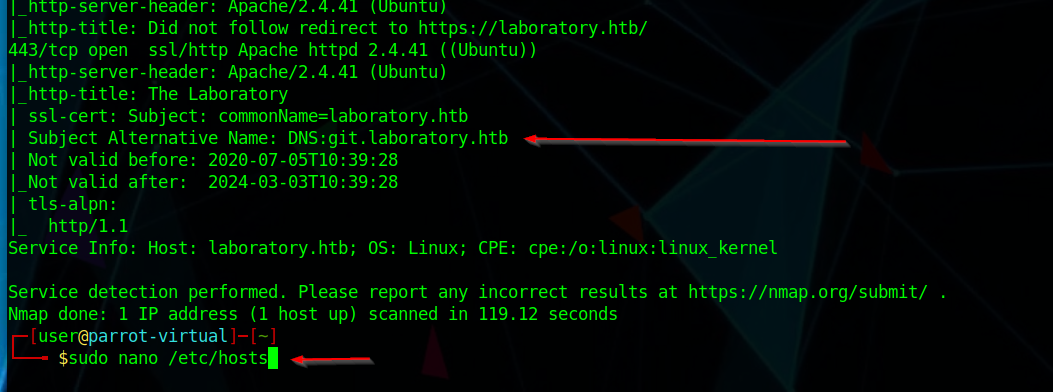 |_http-server-header: Apache/2.4.41 (Ubuntu)
|_http-title: Did not follow redirect to https://laboratory.htb/
443/tcp open  ssl/http Apache httpd 2.4.41 ((Ubuntu))
|_http-server-header: Apache/2.4.41 (Ubuntu)
|_http-title: The Laboratory
| ssl-cert: Subject: commonName=laboratory.htb
| Subject Alternative Name: DNS:git.laboratory.htb
| Not valid before: 2020-07-05T10:39:28
|_Not valid after:  2024-03-03T10:39:28
| tls-alpn:
|_  http/1.1
Service Info: Host: laboratory.htb; OS: Linux; CPE: cpe:/o:linux:linux_kernel

Service detection performed. Please report any incorrect results at https://nmap.org/submit/ .
Nmap done: 1 IP address (1 host up) scanned in 119.12 seconds
┌─[user@parrot-virtual]─[~]
└──╼ $sudo nano /etc/hosts